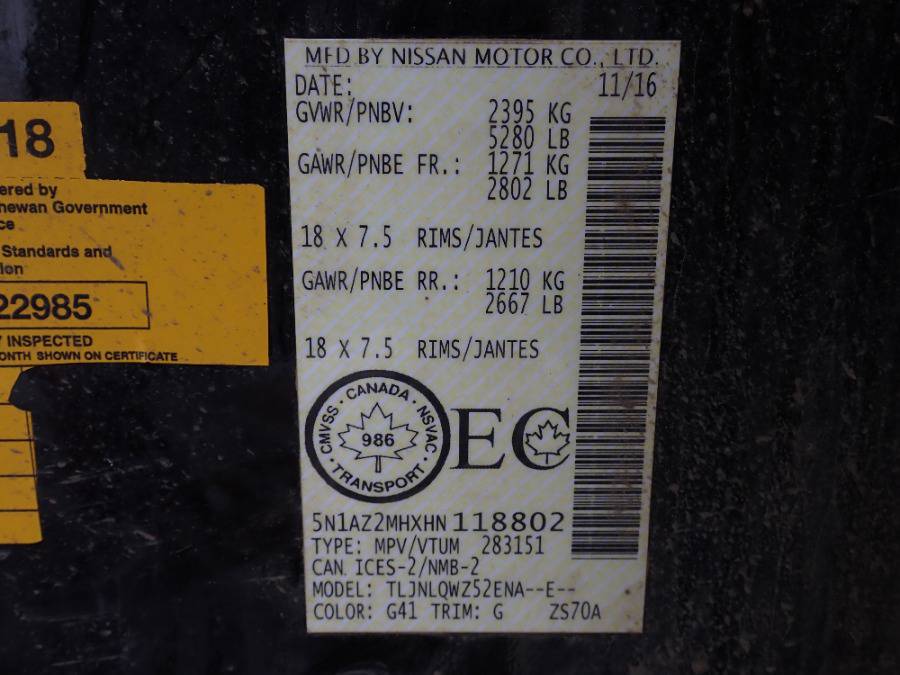 18
ered by
hewan Government
ce
Standards and
ion
22985
INSPECTED
ONTH SHOWN ON CERTIFICATE
MFD BY NISSAN MOTOR CO., LTD.
DATE: 11/16
GVWR/PNBV: 2395 KG
5280 LB
GAWR/PNBE FR.: 1271 KG
2802 LB
18 X 7.5 RIMS/JANTES
GAWR/PNBE RR.: 1210 KG
2667 LB
18 X 7.5 RIMS/JANTES
CMVSS · CANADA · NSVAC · TRANSPORT ·
986
EC
5N1AZ2MHXHN118802
TYPE: MPV/VTUM 283151
CAN ICES-2/NMB-2
MODEL: TLJNLQWZ52ENA--E--
COLOR: G41 TRIM: G ZS70A